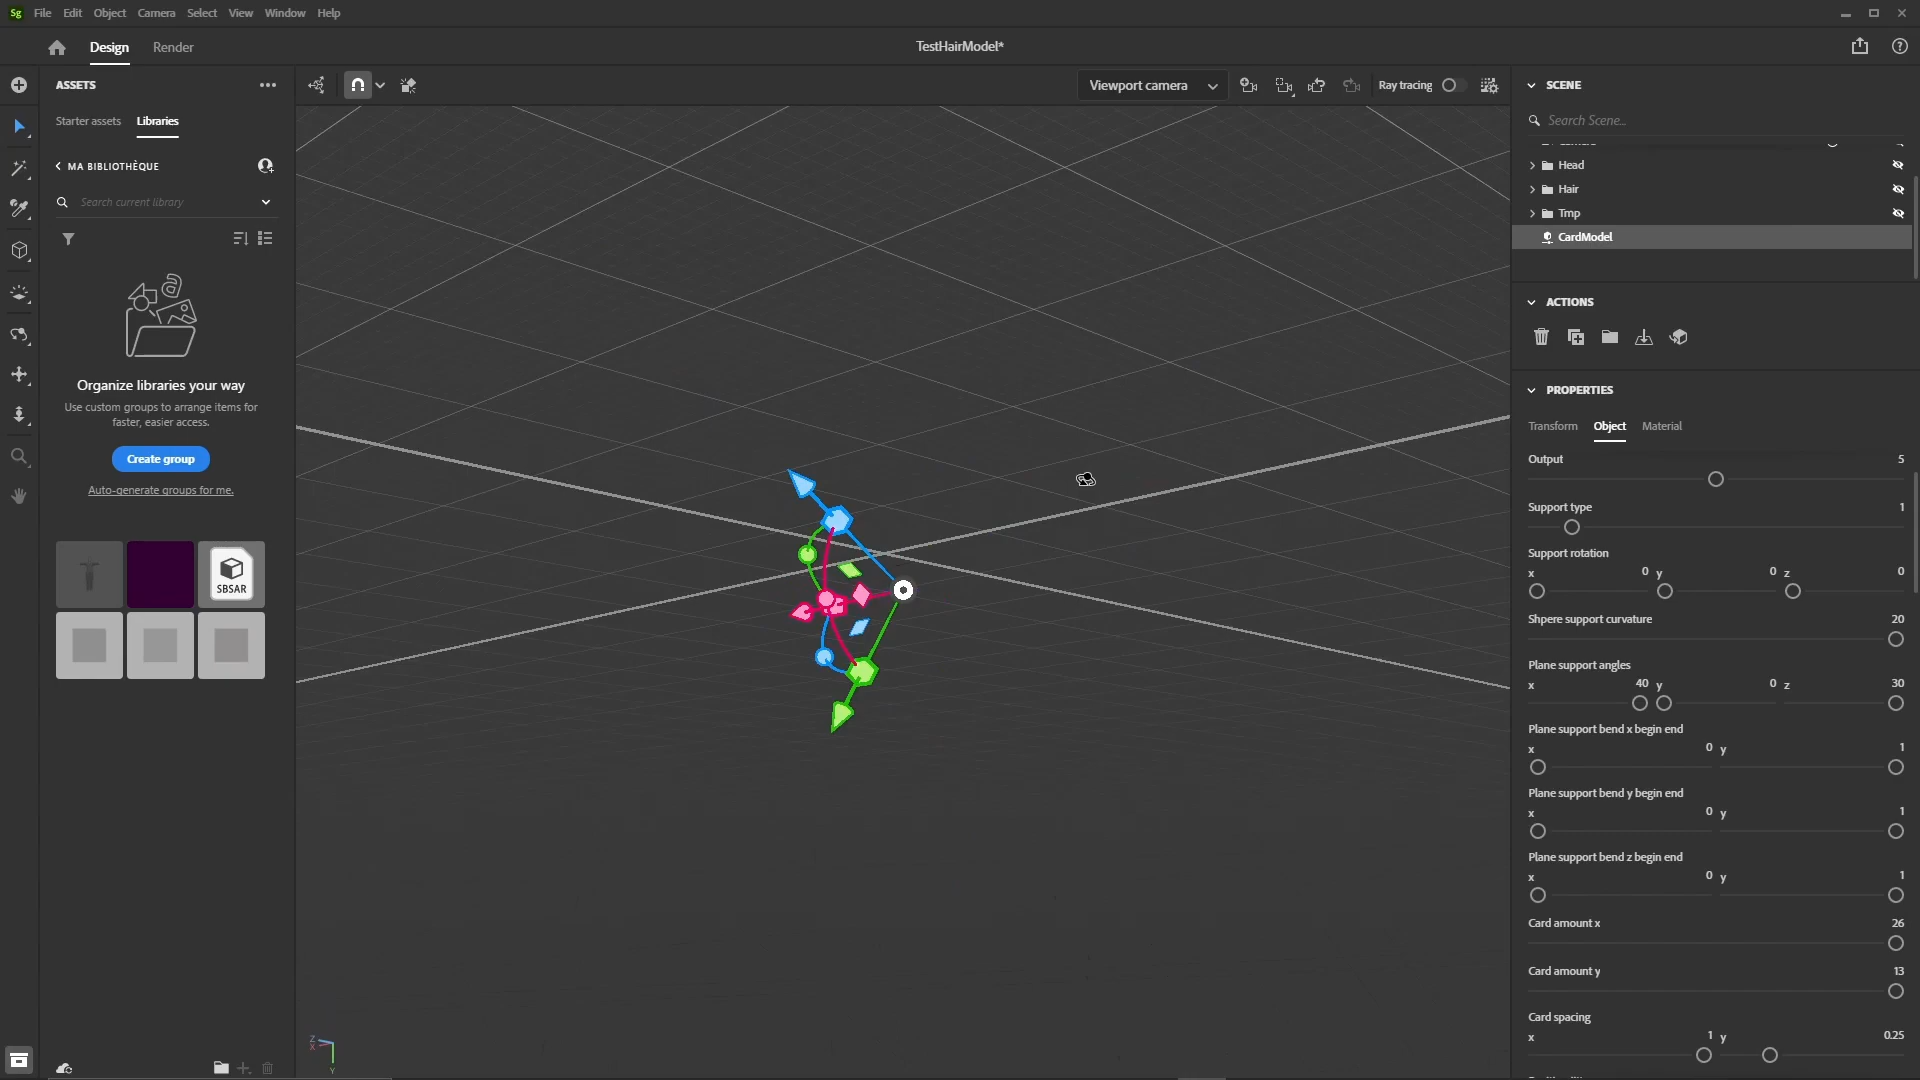 Sg File Edit Object Camera Select View Window Help
Design Render TestHairModel*
ASSETS
Starter assets Libraries
MA BIBLIOTHÈQUE
Search current library
Organize libraries your way
Use custom groups to arrange items for
faster, easier access.
Create group
Auto-generate groups for me.
SBSAR
Viewport camera
Ray tracing
Z
X
Y
SCENE
Search Scene...
Head
Hair
Tmp
CardModel
ACTIONS
PROPERTIES
Transform Object Material
Output 5
Support type 1
Support rotation
x 0 y 0 z 0
Shpere support curvature 20
Plane support angles
x 40 y 0 z 30
Plane support bend x begin end
x 0 y 1
Plane support bend y begin end
x 0 y 1
Plane support bend z begin end
x 0 y 1
Card amount x 26
Card amount y 13
Card spacing
x 1 y 0.25